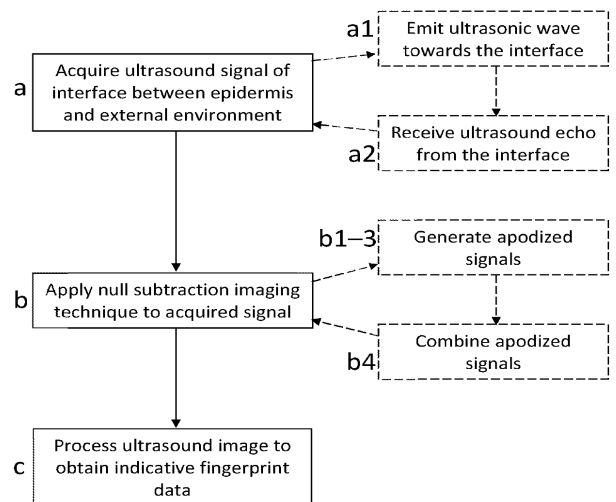 a1
Emit ultrasonic wave
towards the interface
a
Acquire ultrasound signal of
interface between epidermis
and external environment
Receive ultrasound echo
from the interface
a2
b1–3
Generate apodized
signals
b
Apply null subtraction imaging
technique to acquired signal
Combine apodized
signals
b4
c
Process ultrasound image to
obtain indicative fingerprint
data